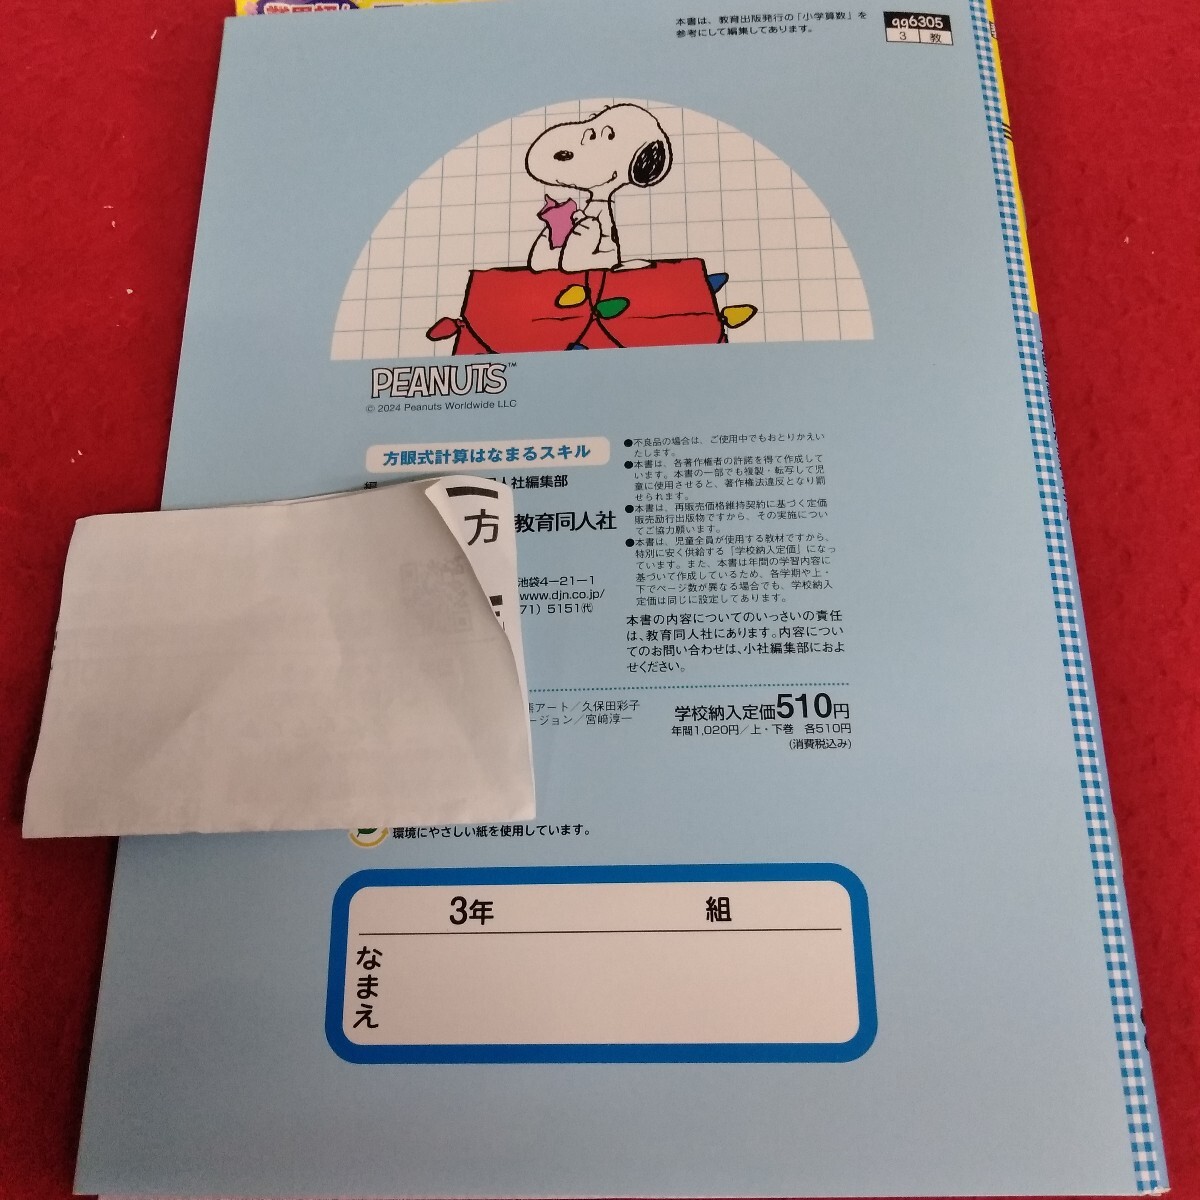 本書は、教育出版発行の「小学算数」を
参考にして編集してあります。
qg6305
3 教
PEANUTS™
© 2024 Peanuts Worldwide LLC
方眼式計算はなまるスキル
人社編集部
教育同人社
池袋4−21−1
www.djn.co.jp/
71）5151㈹
方
●不良品の場合は、ご使用中でもおとりかえい
たします。
●本書は、各著作権者の許諾を得て作成して
います。本書の一部でも複製・転写して児
童に使用させると、著作権法違反となり罰
せられます。
●本書は、再販売価格維持契約に基づく定価
販売励行出版物ですから、その実施につい
てご協力願います。
●本書は、児童全員が使用する教材ですから、
特別に安く供給する「学校納入定価」になっ
ています。また、本書は年間の学習内容に
基づいて作成しているため、各学期や上・
下でページ数が異なる場合でも、学校納入
定価は同じに設定してあります。
本書の内容についてのいっさいの責任
は、教育同人社にあります。内容につい
てのお問い合わせは、小社編集部におよ
せください。
アート／久保田彩子
ージョン／宮﨑淳一
学校納入定価510円
年間1,020円／上・下巻 各510円
(消費税込み)
環境にやさしい紙を使用しています。
3年 組
なまえ